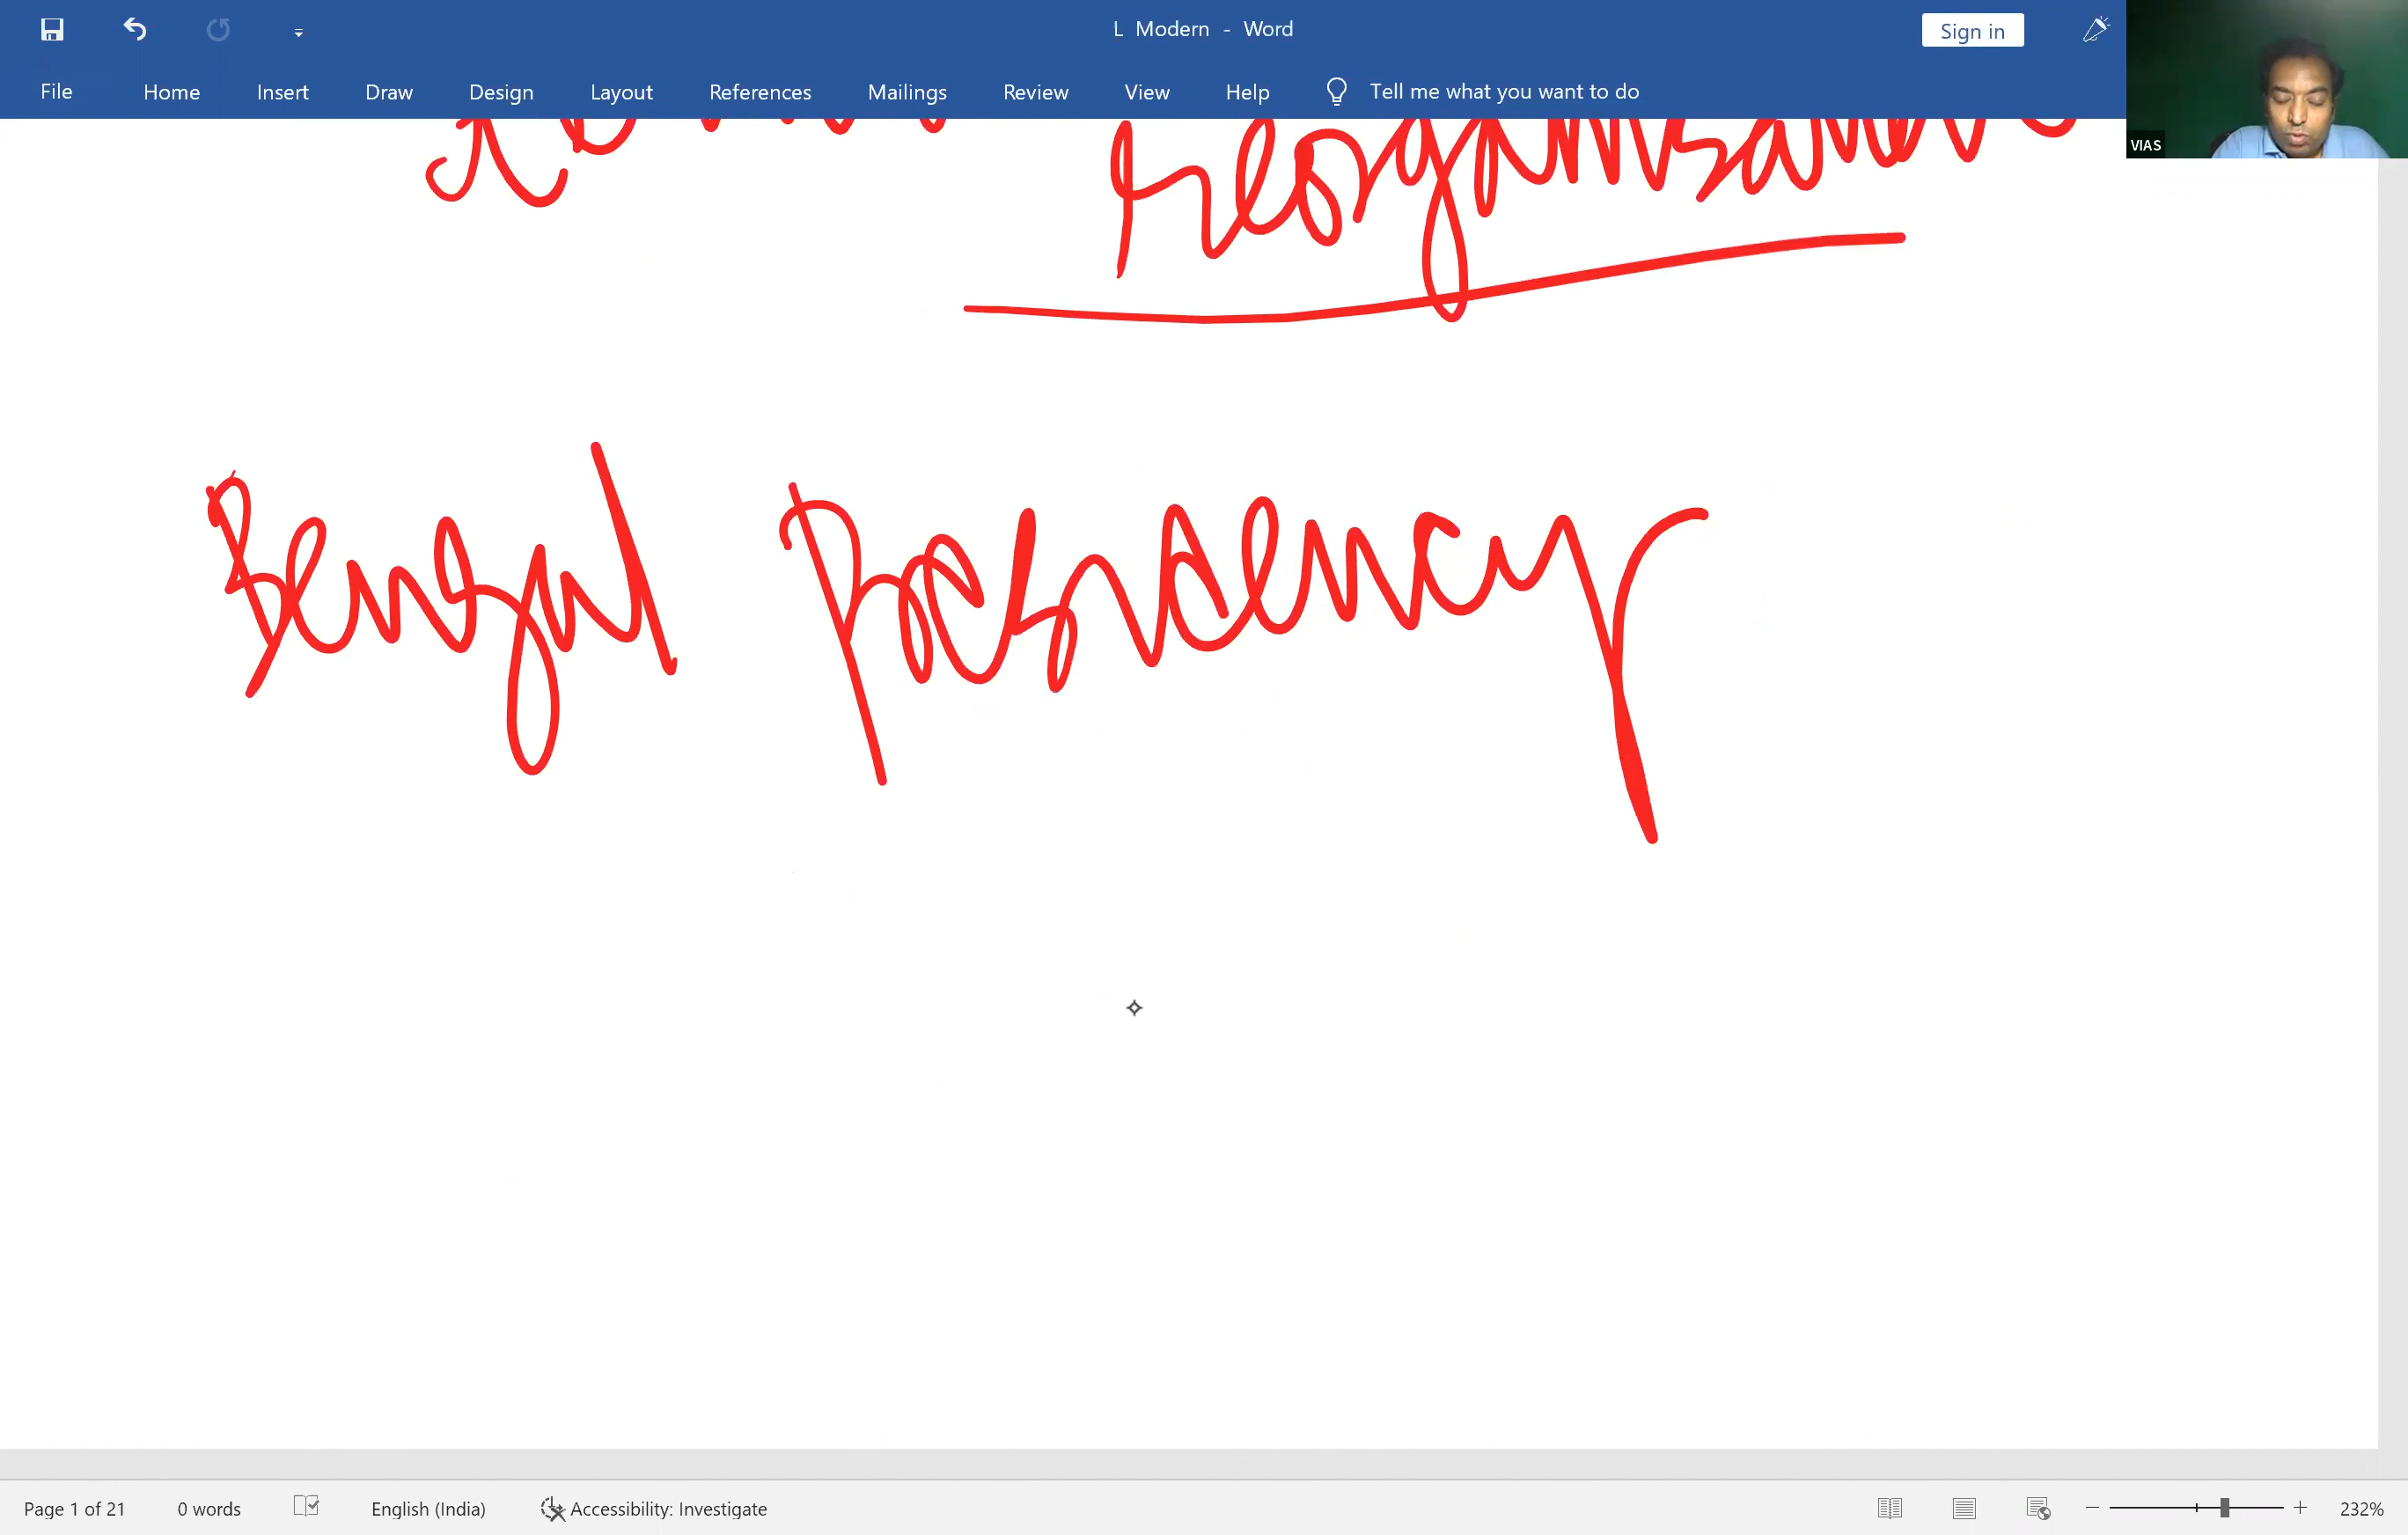 L Modern - Word
Sign in
File Home Insert Draw Design Layout References Mailings Review View Help Tell me what you want to do
VIAS
reorganisation
Bengal Presidency
Page 1 of 21 0 words English (India) Accessibility: Investigate 232%